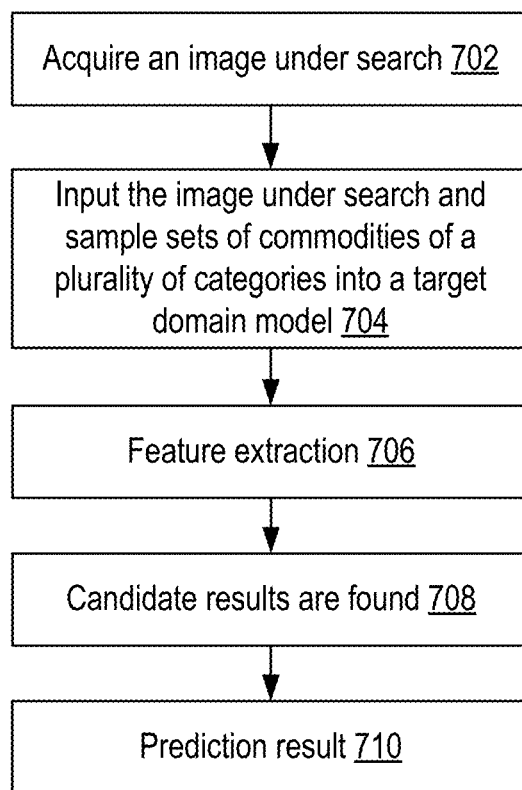 Acquire an image under search 702
Input the image under search and
sample sets of commodities of a
plurality of categories into a target
domain model 704
Feature extraction 706
Candidate results are found 708
Prediction result 710